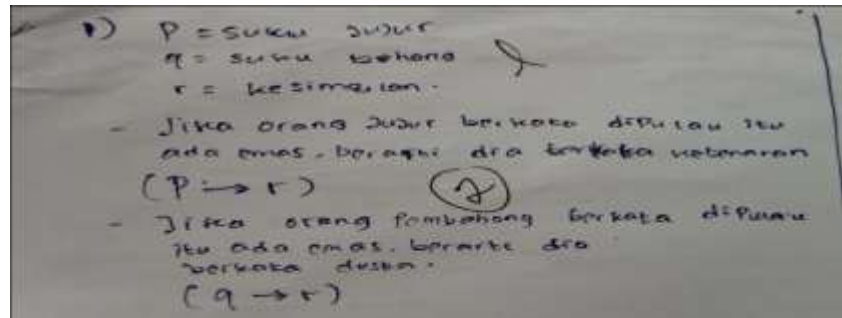 1) P = Suku Jujur
q = suku bohong
r = kesimpulan.
- Jika orang jujur berkata dipulau itu
ada emas. berarti dia berkata kebenaran
(P → r) 2
- Jika orang Pembohong berkata dipulau
itu ada emas. berarti dia
berkata dusta.
(q → r)